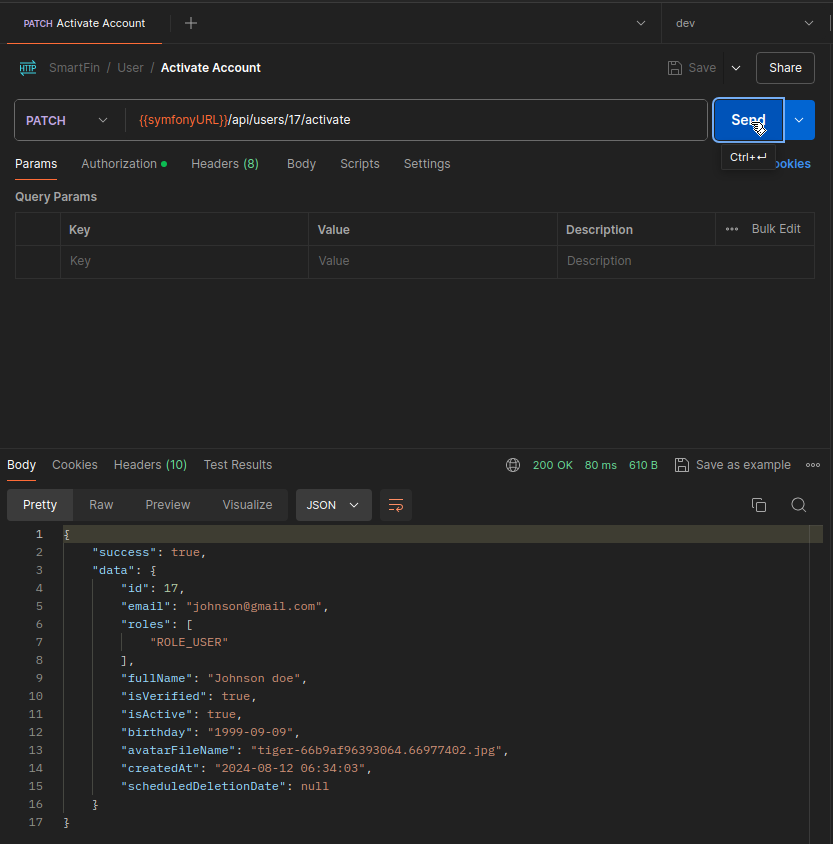 PATCH Activate Account + dev
HTTP SmartFin / User / Activate Account Save Share
PATCH {{symfonyURL}}/api/users/17/activate Send
Ctrl+↵
Params Authorization Headers (8) Body Scripts Settings ookies
Query Params
Key Value Description ••• Bulk Edit
Key Value Description
Body Cookies Headers (10) Test Results 200 OK 80 ms 610 B Save as example •••
Pretty Raw Preview Visualize JSON
1 {
2 "success": true,
3 "data": {
4 "id": 17,
5 "email": "johnson@gmail.com",
6 "roles": [
7 "ROLE_USER"
8 ],
9 "fullName": "Johnson doe",
10 "isVerified": true,
11 "isActive": true,
12 "birthday": "1999-09-09",
13 "avatarFileName": "tiger-66b9af96393064.66977402.jpg",
14 "createdAt": "2024-08-12 06:34:03",
15 "scheduledDeletionDate": null
16 }
17 }